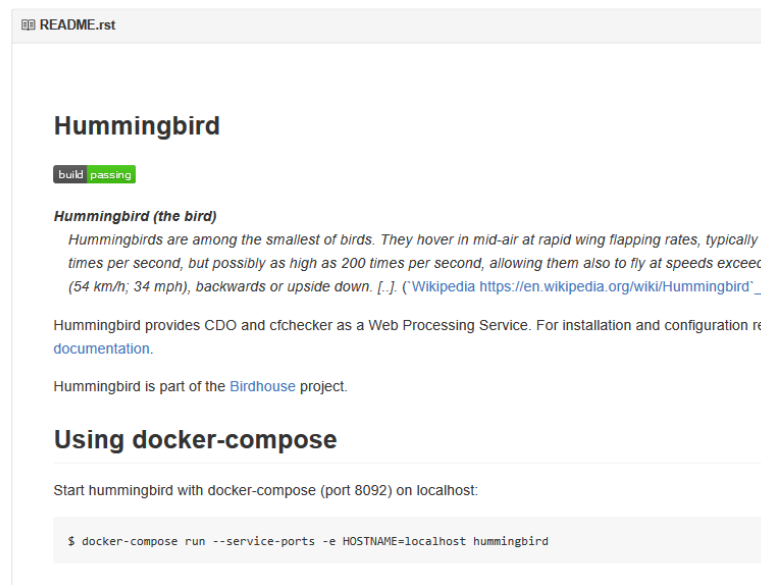 README.rst
Hummingbird
build passing
Hummingbird (the bird)
Hummingbirds are among the smallest of birds. They hover in mid-air at rapid wing flapping rates, typically
times per second, but possibly as high as 200 times per second, allowing them also to fly at speeds exceed
(54 km/h; 34 mph), backwards or upside down. [..]. (`Wikipedia https://en.wikipedia.org/wiki/Hummingbird`_
Hummingbird provides CDO and cfchecker as a Web Processing Service. For installation and configuration re
documentation.
Hummingbird is part of the Birdhouse project.
Using docker-compose
Start hummingbird with docker-compose (port 8092) on localhost:
$ docker-compose run --service-ports -e HOSTNAME=localhost hummingbird